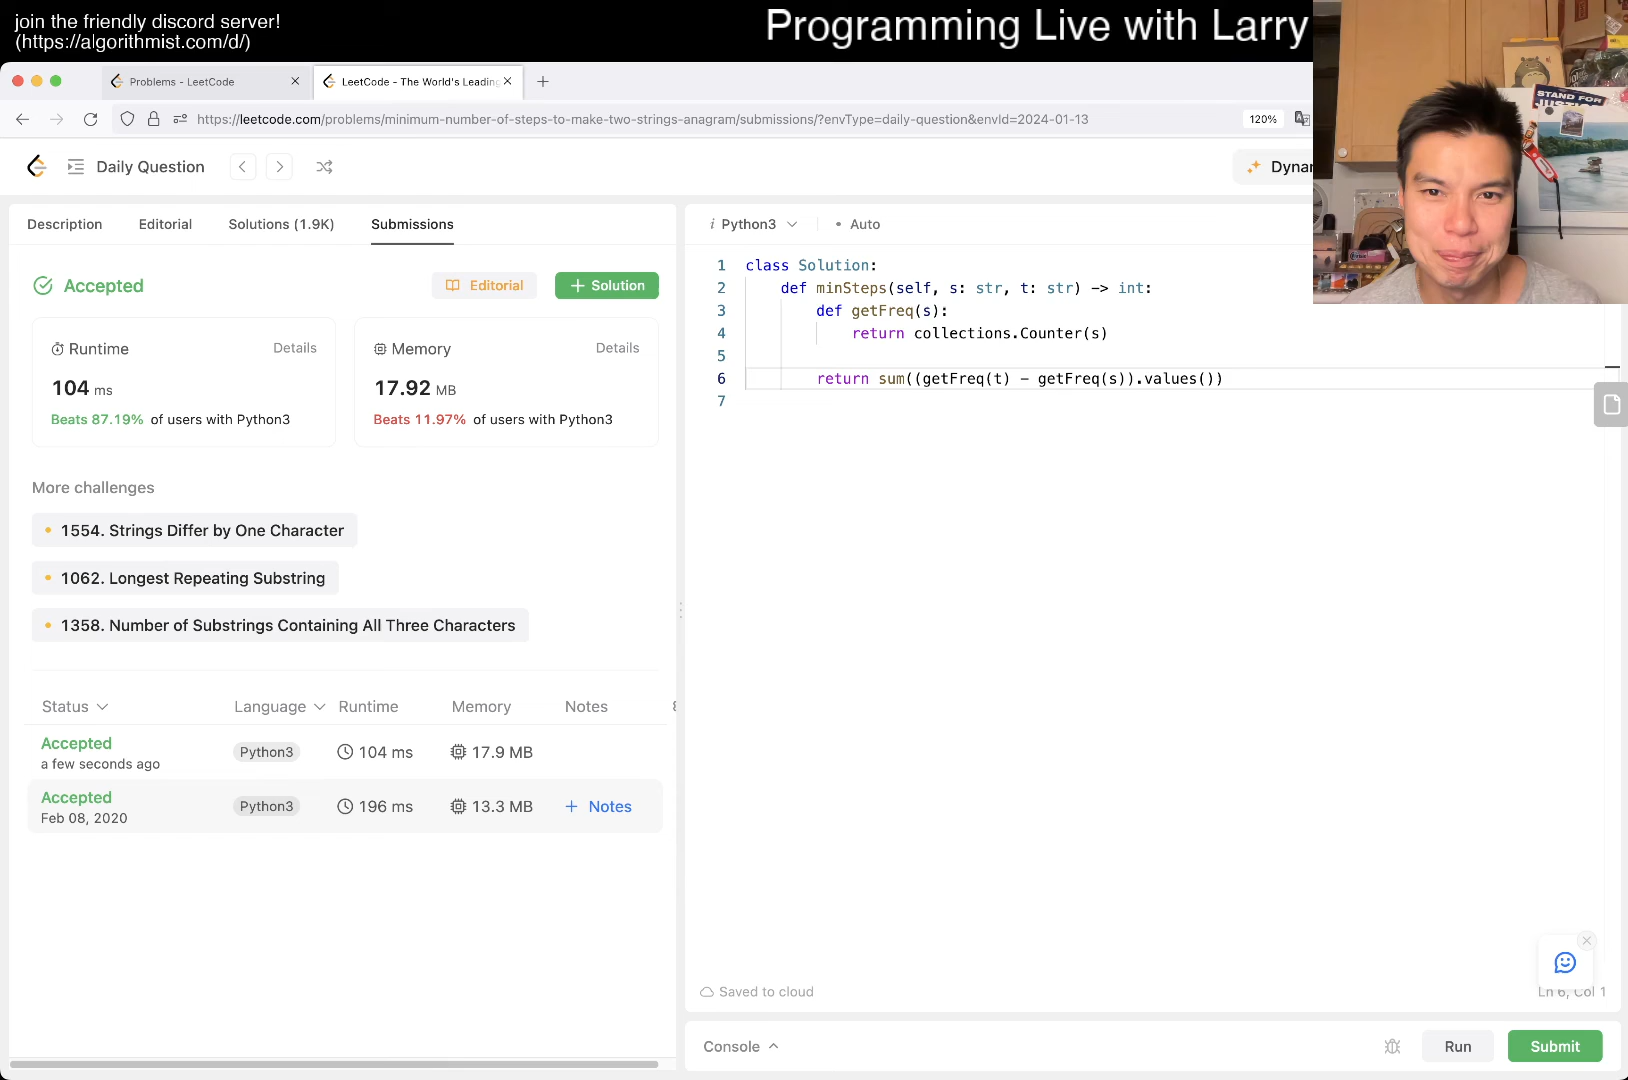 join the friendly discord server!
(https://algorithmist.com/d/)
Programming Live with Larry
Problems - LeetCode
LeetCode - The World's Leading
https://leetcode.com/problems/minimum-number-of-steps-to-make-two-strings-anagram/submissions/?envType=daily-question&envId=2024-01-13
120%
Daily Question
Dynam
STAND FOR
JUSTICE
Description
Editorial
Solutions (1.9K)
Submissions
Accepted
Editorial
+ Solution
Runtime
Details
104 ms
Beats 87.19% of users with Python3
Memory
Details
17.92 MB
Beats 11.97% of users with Python3
More challenges
1554. Strings Differ by One Character
1062. Longest Repeating Substring
1358. Number of Substrings Containing All Three Characters
Status Language Runtime Memory Notes
Accepted
a few seconds ago
Python3 104 ms 17.9 MB
Accepted
Feb 08, 2020
Python3 196 ms 13.3 MB + Notes
i Python3 • Auto
1 class Solution:
2 def minSteps(self, s: str, t: str) -> int:
3 def getFreq(s):
4 return collections.Counter(s)
5
6 return sum((getFreq(t) - getFreq(s)).values())
7
Saved to cloud
Ln 6, Col 1
Console
Run
Submit